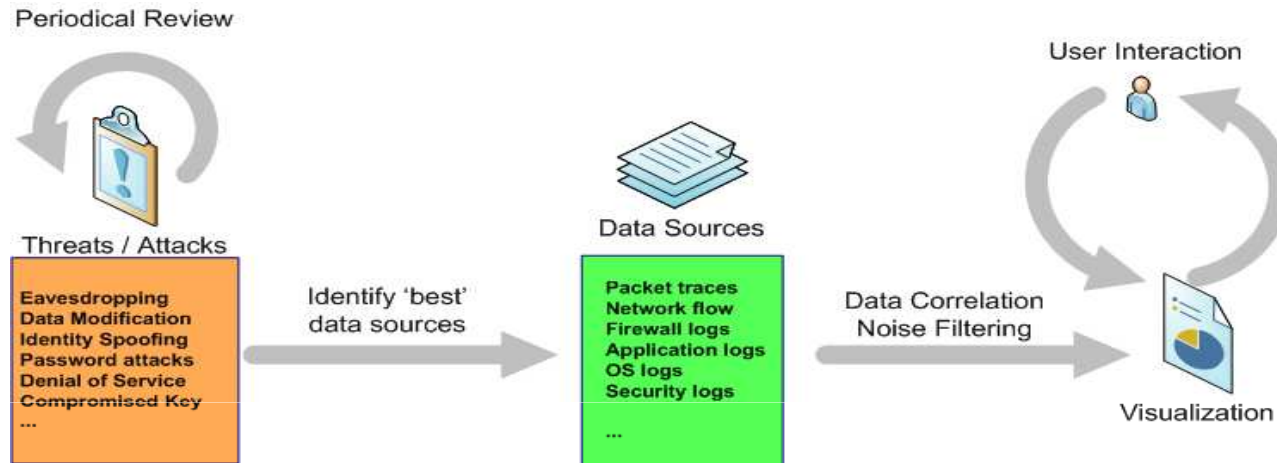 Periodical Review
Threats / Attacks
Eavesdropping
Data Modification
Identity Spoofing
Password attacks
Denial of Service
Compromised Key
...
Identify ‘best’
data sources
Data Sources
Packet traces
Network flow
Firewall logs
Application logs
OS logs
Security logs
...
Data Correlation
Noise Filtering
User Interaction
Visualization